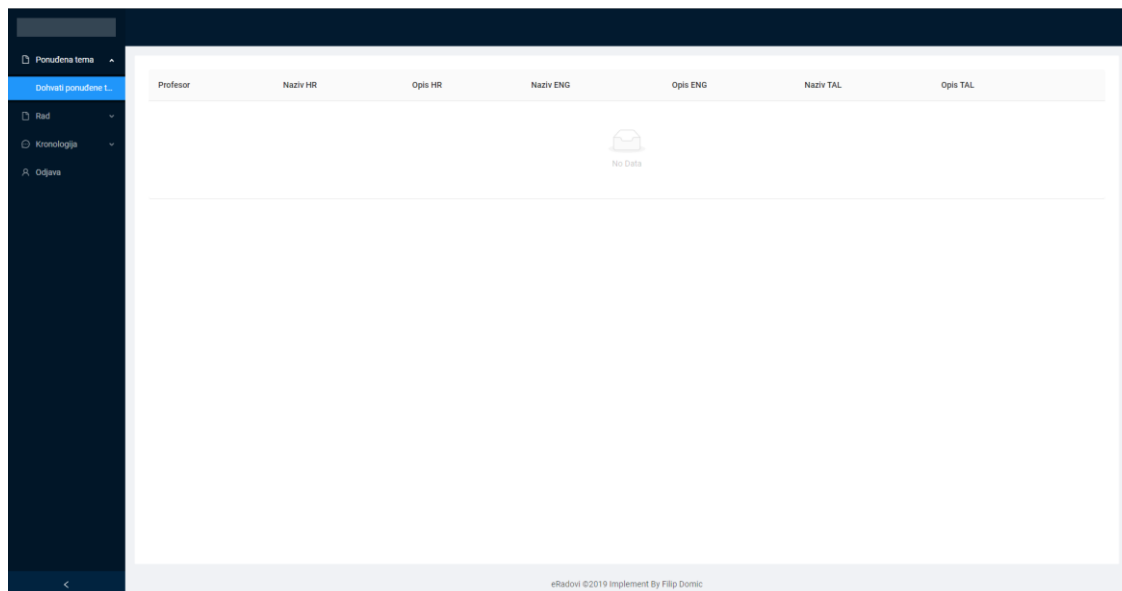 Ponuđena tema
Dohvati ponuđene t...
Rad
Kronologija
Odjava
Profesor Naziv HR Opis HR Naziv ENG Opis ENG Naziv TAL Opis TAL
No Data
eRadovi ©2019 Implement By Filip Domic